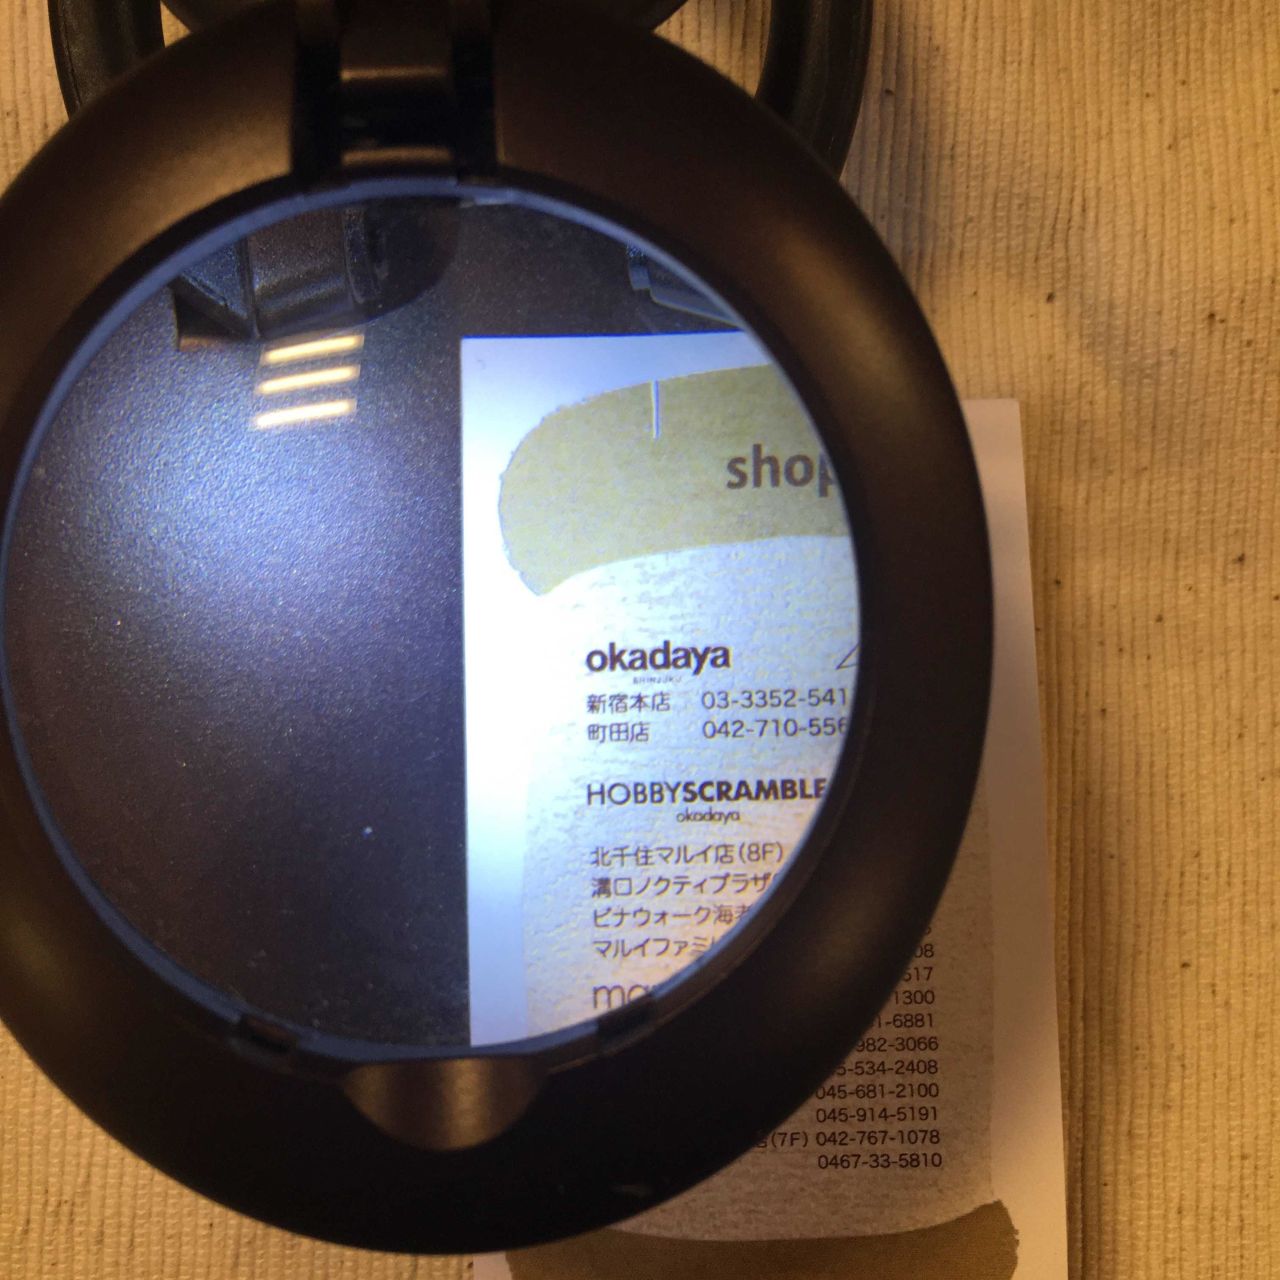 shop
okadaya
SHINJUKU
新宿本店 03-3352-541
町田店 042-710-556
HOBBYSCRAMBLE
okadaya
北千住マルイ店(8F)
溝口ノクティプラザ
ビナウォーク海老
マルイファミ
08
517
1300
1-6881
982-3066
5-534-2408
045-681-2100
045-914-5191
店(7F) 042-767-1078
0467-33-5810